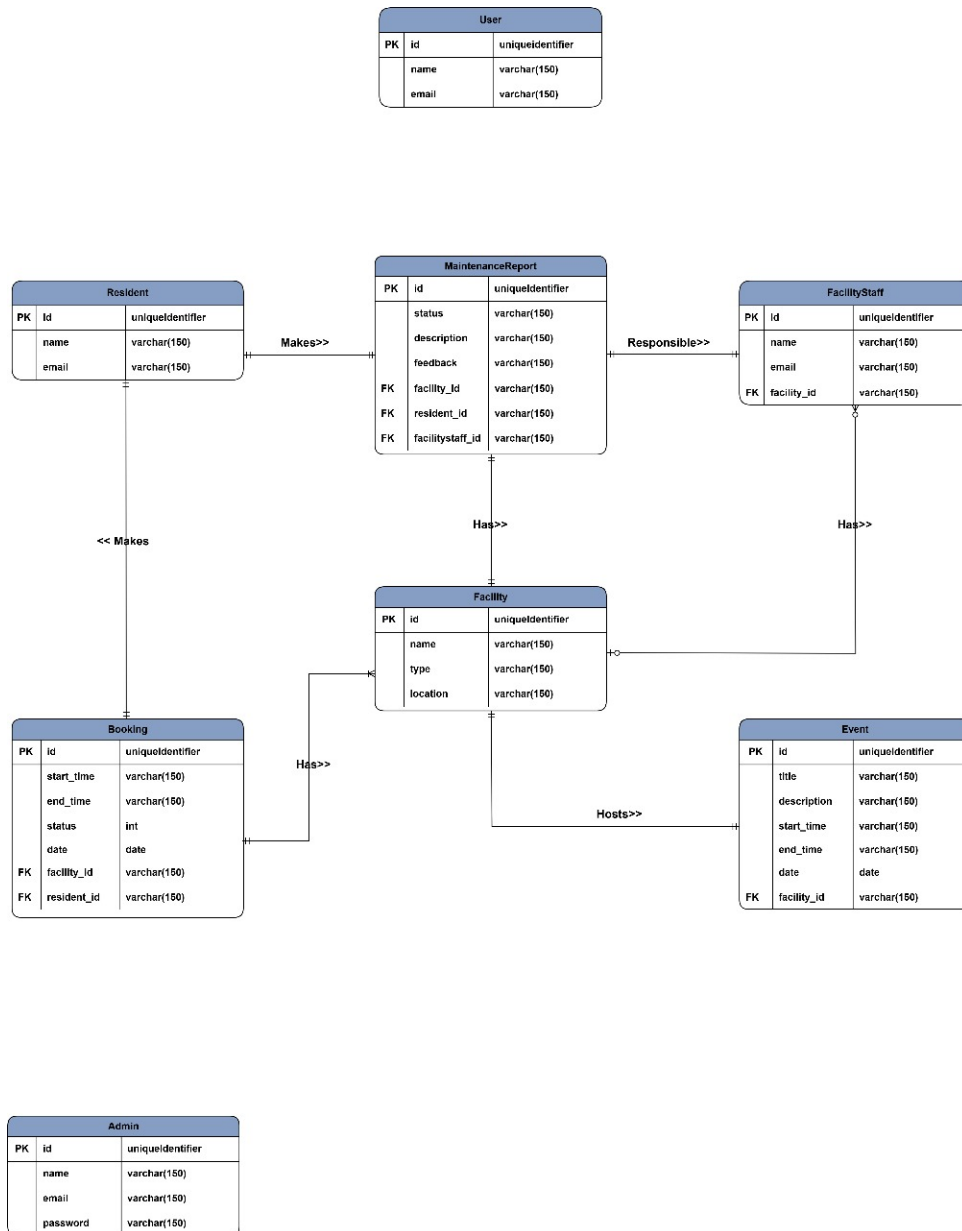 User
PK id uniqueidentifier
name varchar(150)
email varchar(150)
MaintenanceReport
PK id uniqueIdentifier
status varchar(150)
description varchar(150)
feedback varchar(150)
FK facility_id varchar(150)
FK resident_id varchar(150)
FK facilitystaff_id varchar(150)
Resident
PK id uniqueIdentifier
name varchar(150)
email varchar(150)
Makes>>
Responsible>>
FacilityStaff
PK id uniqueIdentifier
name varchar(150)
email varchar(150)
FK facility_id varchar(150)
<< Makes
Has>>
Has>>
Facility
PK id uniqueIdentifier
name varchar(150)
type varchar(150)
location varchar(150)
Has>>
Hosts>>
Booking
PK id uniqueIdentifier
start_time varchar(150)
end_time varchar(150)
status int
date date
FK facility_id varchar(150)
FK resident_id varchar(150)
Event
PK id uniqueIdentifier
title varchar(150)
description varchar(150)
start_time varchar(150)
end_time varchar(150)
date date
FK facility_id varchar(150)
Admin
PK id uniqueIdentifier
name varchar(150)
email varchar(150)
password varchar(150)